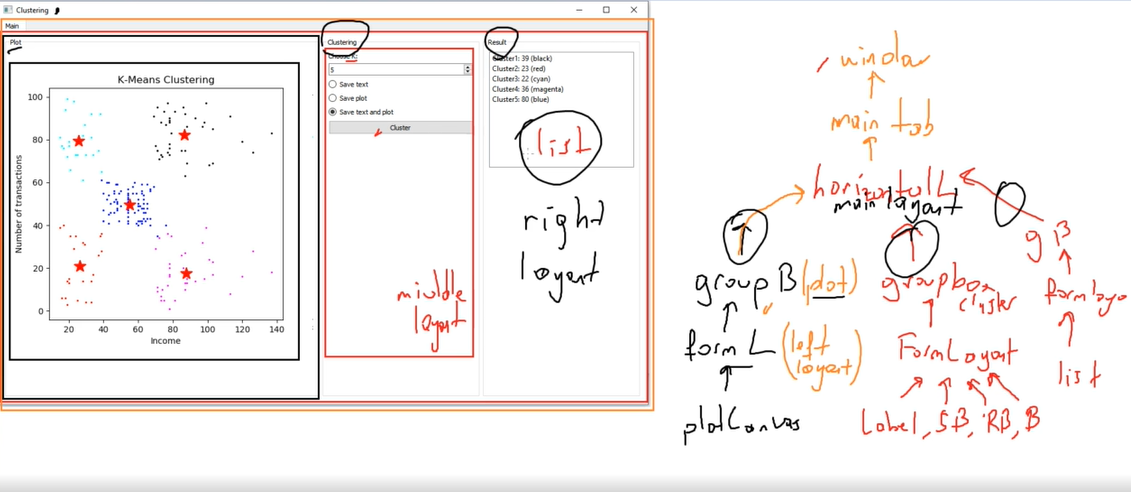 Clustering
Main
Plot
K-Means Clustering
100
80
60
40
20
0
20 40 60 80 100 120 140
Number of transactions
Income
Clustering
Choose K:
5
Save text
Save plot
Save text and plot
Cluster
middle
layout
Result
Cluster1: 39 (black)
Cluster2: 23 (red)
Cluster3: 22 (cyan)
Cluster4: 36 (magenta)
Cluster5: 80 (blue)
list
right
layout
window
main tab
horizontal L
main layout
groupB (plot)
groupbox
cluster
gB
form L (left
layout)
FormLayout
formlayo
list
plotCanvas
Label, SB, RB, B